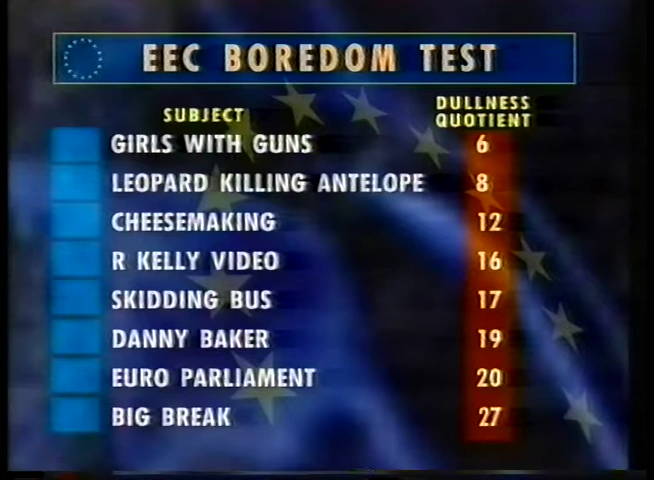 EEC BOREDOM TEST
SUBJECT DULLNESS QUOTIENT
GIRLS WITH GUNS 6
LEOPARD KILLING ANTELOPE 8
CHEESEMAKING 12
R KELLY VIDEO 16
SKIDDING BUS 17
DANNY BAKER 19
EURO PARLIAMENT 20
BIG BREAK 27